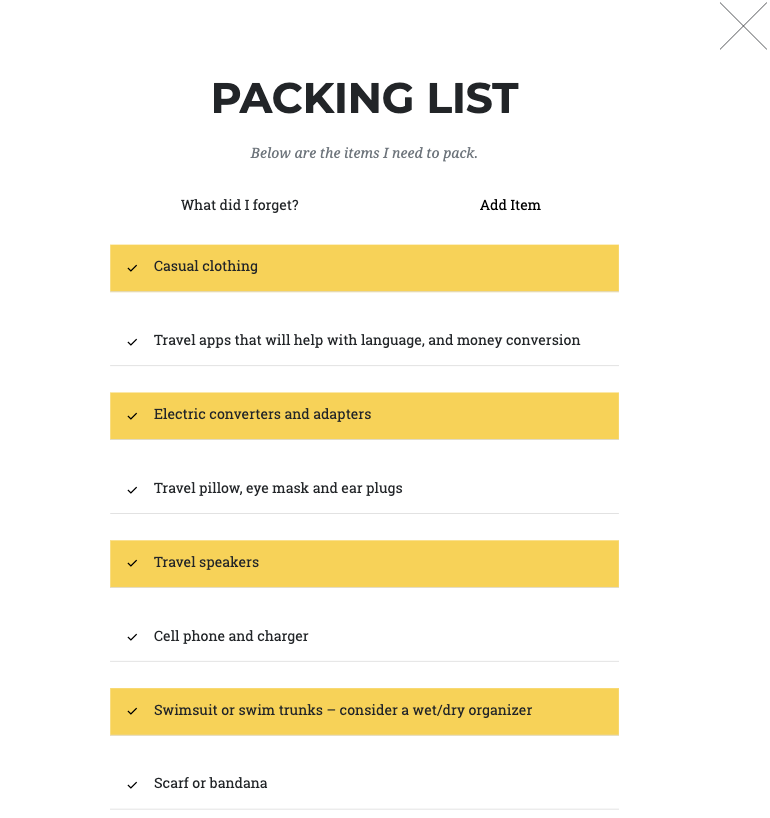 PACKING LIST
Below are the items I need to pack.
What did I forget? Add Item
Casual clothing
Travel apps that will help with language, and money conversion
Electric converters and adapters
Travel pillow, eye mask and ear plugs
Travel speakers
Cell phone and charger
Swimsuit or swim trunks – consider a wet/dry organizer
Scarf or bandana